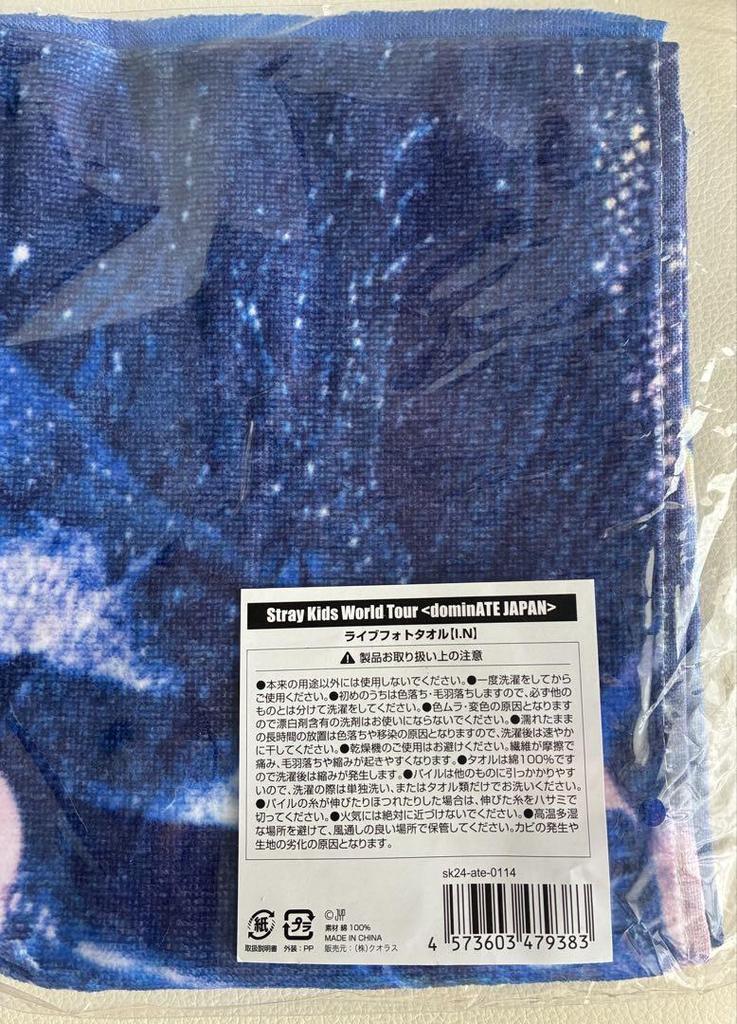 Stray Kids World Tour <dominATE JAPAN>
ライブフォトタオル【I.N】
⚠ 製品お取り扱い上の注意
●本来の用途以外には使用しないでください。●一度洗濯をしてから
ご使用ください。●初めのうちは色落ち・毛羽落ちしますので、必ず他の
ものとは分けて洗濯をしてください。●色ムラ・変色の原因となります
ので漂白剤含有の洗剤はお使いにならないでください。●濡れたまま
の長時間の放置は色落ちや移染の原因となりますので、洗濯後は速やか
に干してください。●乾燥機のご使用はお避けください。繊維が摩擦で
痛み、毛羽落ちや縮みが起きやすくなります。●タオルは綿100%です
ので洗濯後は縮みが発生します。●パイルは他のものに引っかかりやす
いので、洗濯の際は単独洗い、またはタオル類だけでお洗いください。
●パイルの糸が伸びたりほつれたりした場合は、伸びた糸をハサミで
切ってください。●火気には絶対に近づけないでください。●高温多湿
な場所を避けて、風通しの良い場所で保管してください。カビの発生や
生地の劣化の原因となります。
sk24-ate-0114
紙
取扱説明書
プラ
外装:PP
©JYP
素材 綿 100%
MADE IN CHINA
販売元:(株)クオラス
4 573603 479383